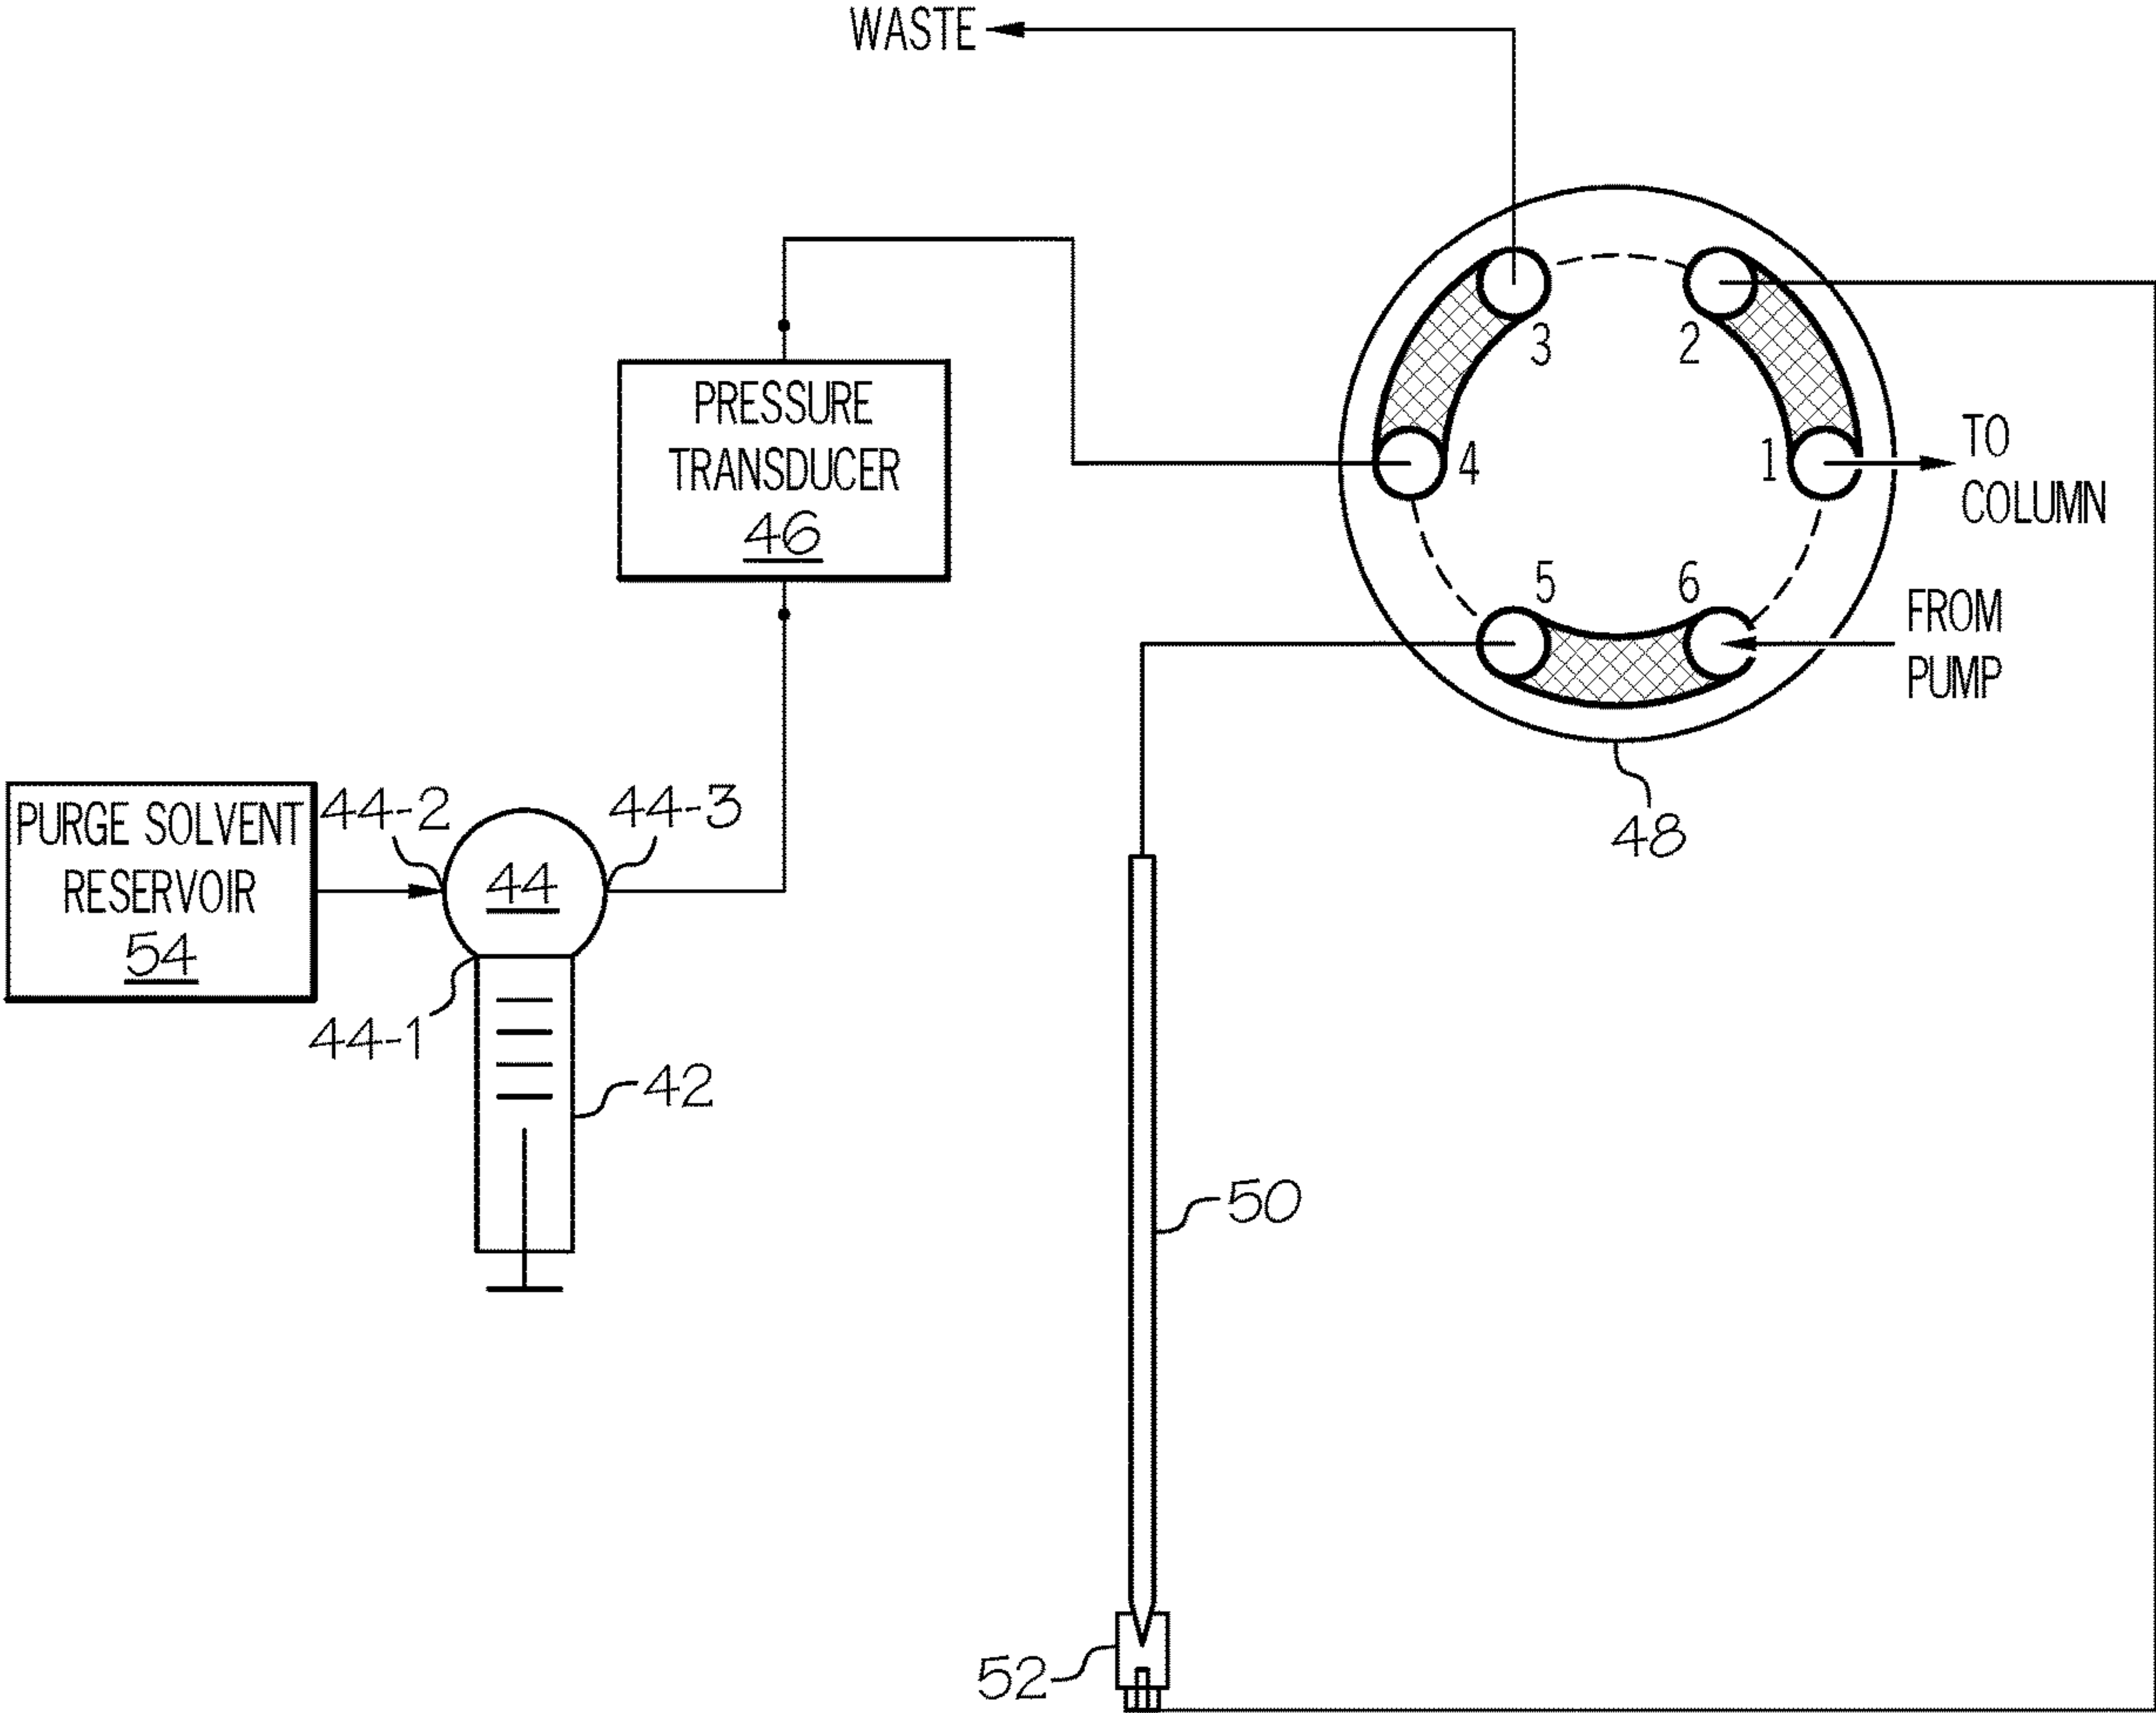 WASTE
3
2
PRESSURE
TRANSDUCER
46
4
1
TO
COLUMN
5
6
FROM
PUMP
48
PURGE SOLVENT
RESERVOIR
54
44-2
44-3
44
44-1
42
50
52